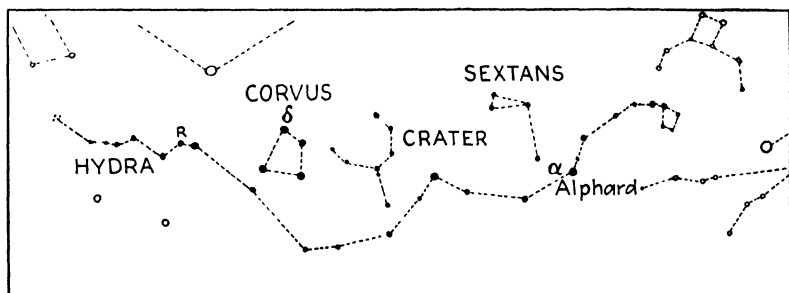 SEXTANS
CORVUS
δ
CRATER
R
HYDRA
α
Alphard